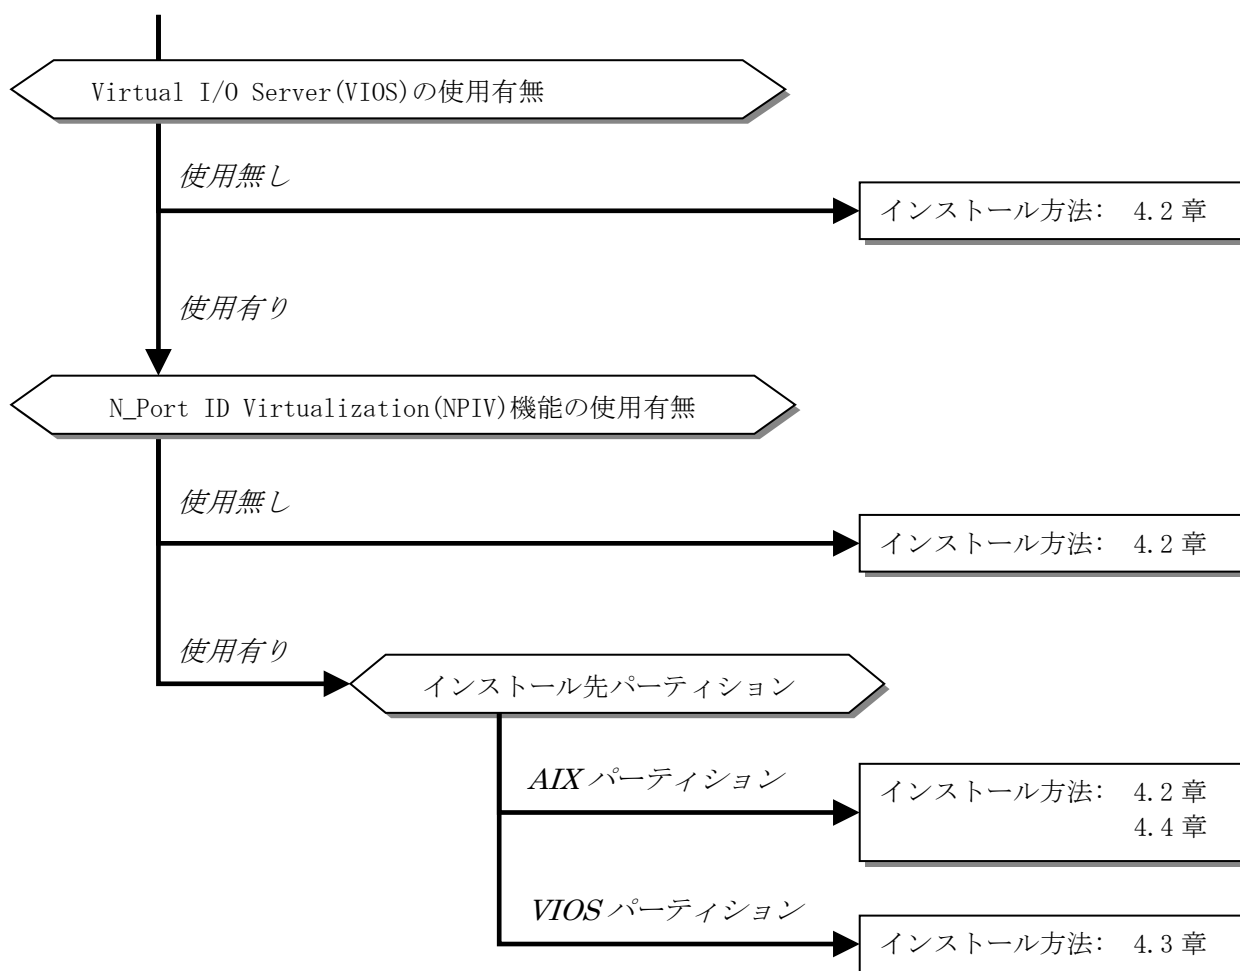 Virtual I/O Server(VIOS)の使用有無
使用無し
インストール方法: 4.2 章
使用有り
N_Port ID Virtualization(NPIV)機能の使用有無
使用無し
インストール方法: 4.2 章
使用有り
インストール先パーティション
AIX パーティション
インストール方法: 4.2 章
4.4 章
VIOS パーティション
インストール方法: 4.3 章